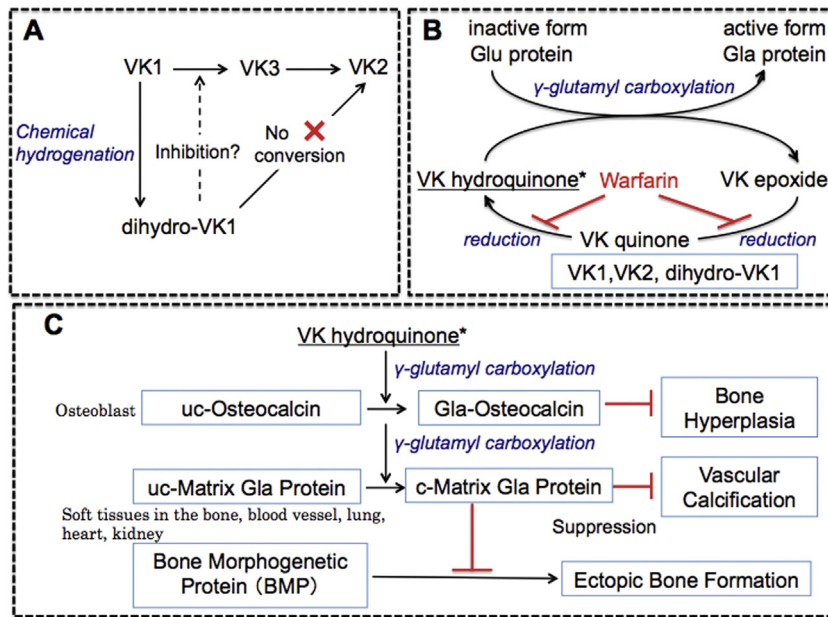 A
VK1
VK3
VK2
Chemical
hydrogenation
Inhibition?
No
conversion
dihydro-VK1
B
inactive form
Glu protein
active form
Gla protein
γ-glutamyl carboxylation
VK hydroquinone*
Warfarin
VK epoxide
reduction
VK quinone
reduction
VK1,VK2, dihydro-VK1
C
VK hydroquinone*
γ-glutamyl carboxylation
Osteoblast
uc-Osteocalcin
Gla-Osteocalcin
Bone
Hyperplasia
γ-glutamyl carboxylation
uc-Matrix Gla Protein
c-Matrix Gla Protein
Vascular
Calcification
Soft tissues in the bone, blood vessel, lung,
heart, kidney
Suppression
Bone Morphogenetic
Protein (BMP)
Ectopic Bone Formation